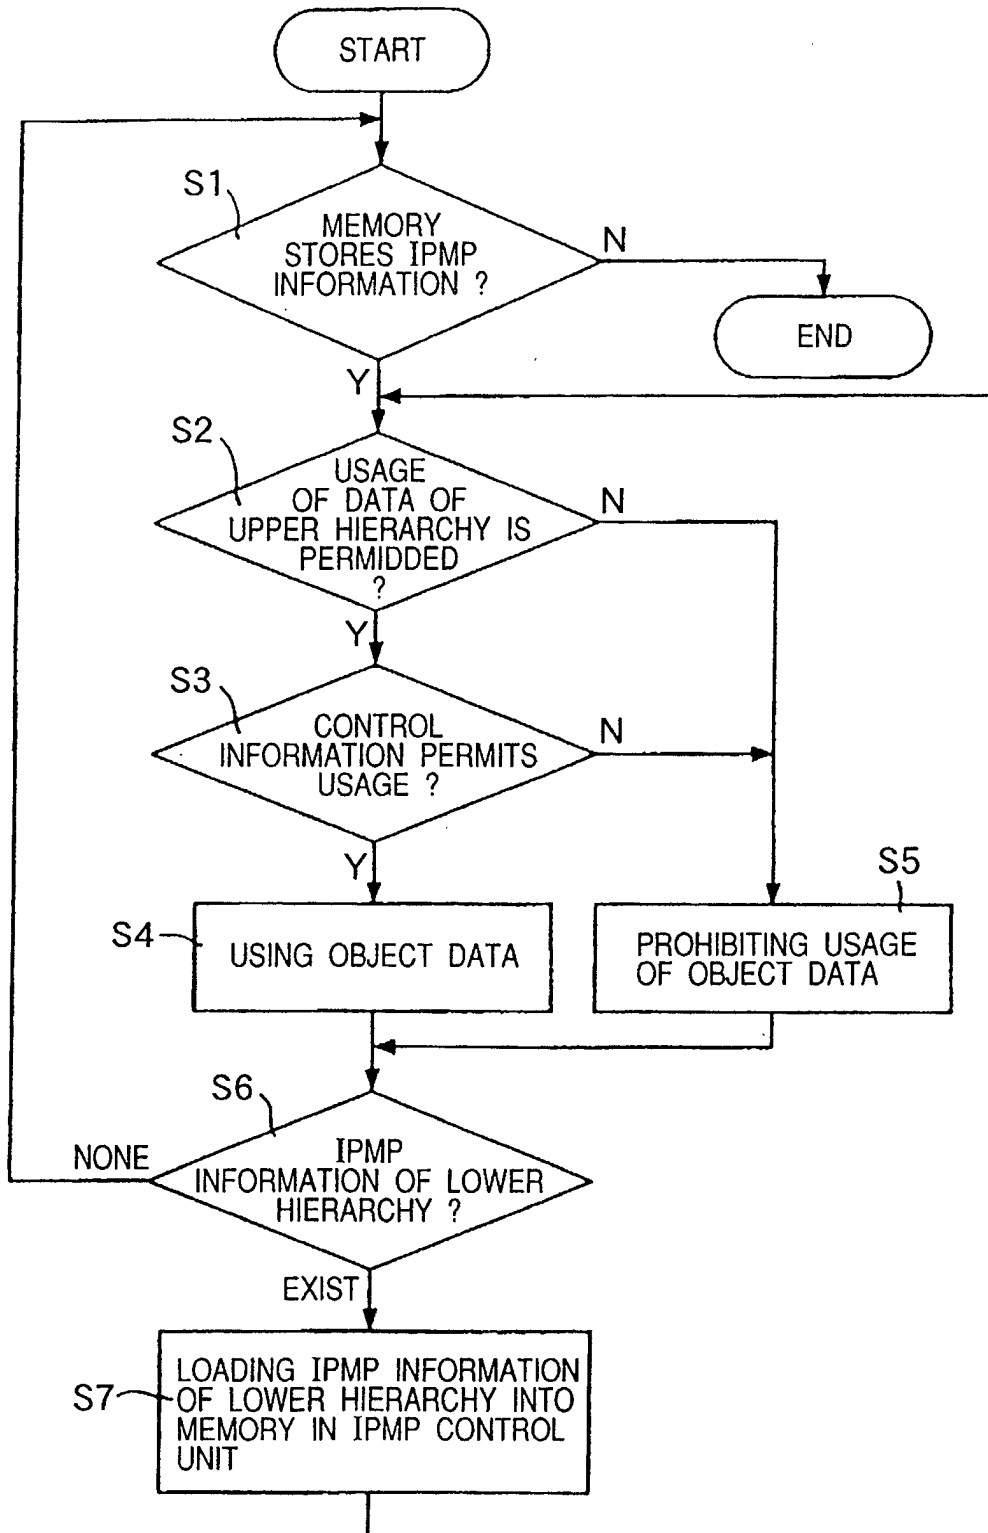 START
S1
MEMORY
STORES IPMP
INFORMATION ?
N
END
Y
S2
USAGE
OF DATA OF
UPPER HIERARCHY IS
PERMIDDED
?
N
Y
S3
CONTROL
INFORMATION PERMITS
USAGE ?
N
Y
S4
USING OBJECT DATA
S5
PROHIBITING USAGE
OF OBJECT DATA
S6
NONE
IPMP
INFORMATION OF LOWER
HIERARCHY ?
EXIST
S7
LOADING IPMP INFORMATION
OF LOWER HIERARCHY INTO
MEMORY IN IPMP CONTROL
UNIT